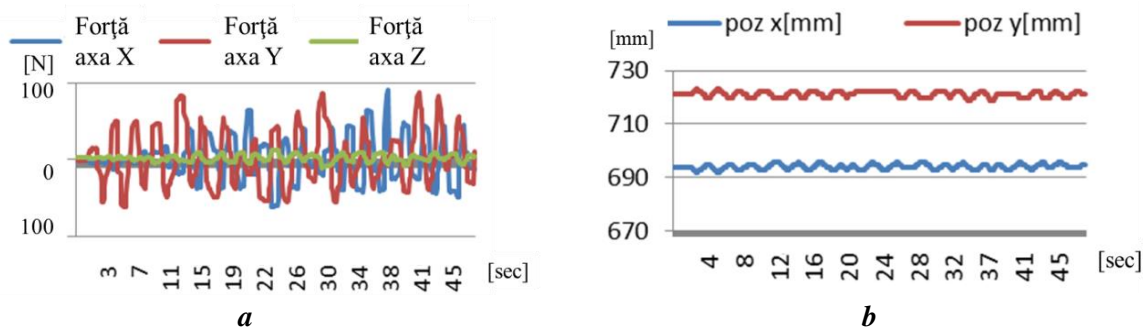 Forţă axa X
Forţă axa Y
Forţă axa Z
[N]
100
0
100
3 7 11 15 19 22 26 30 34 38 41 45
[sec]
a
poz x[mm]
poz y[mm]
[mm]
730
710
690
670
4 8 12 16 20 24 28 32 37 41 45
[sec]
b